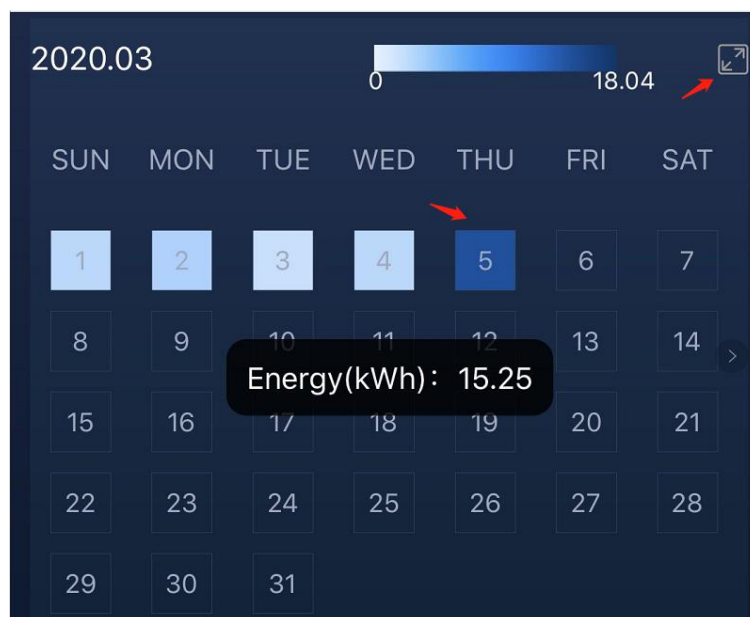 2020.03
0 18.04
SUN MON TUE WED THU FRI SAT
1 2 3 4 5 6 7
8 9 10 11 12 13 14
Energy(kWh): 15.25
15 16 17 18 19 20 21
22 23 24 25 26 27 28
29 30 31